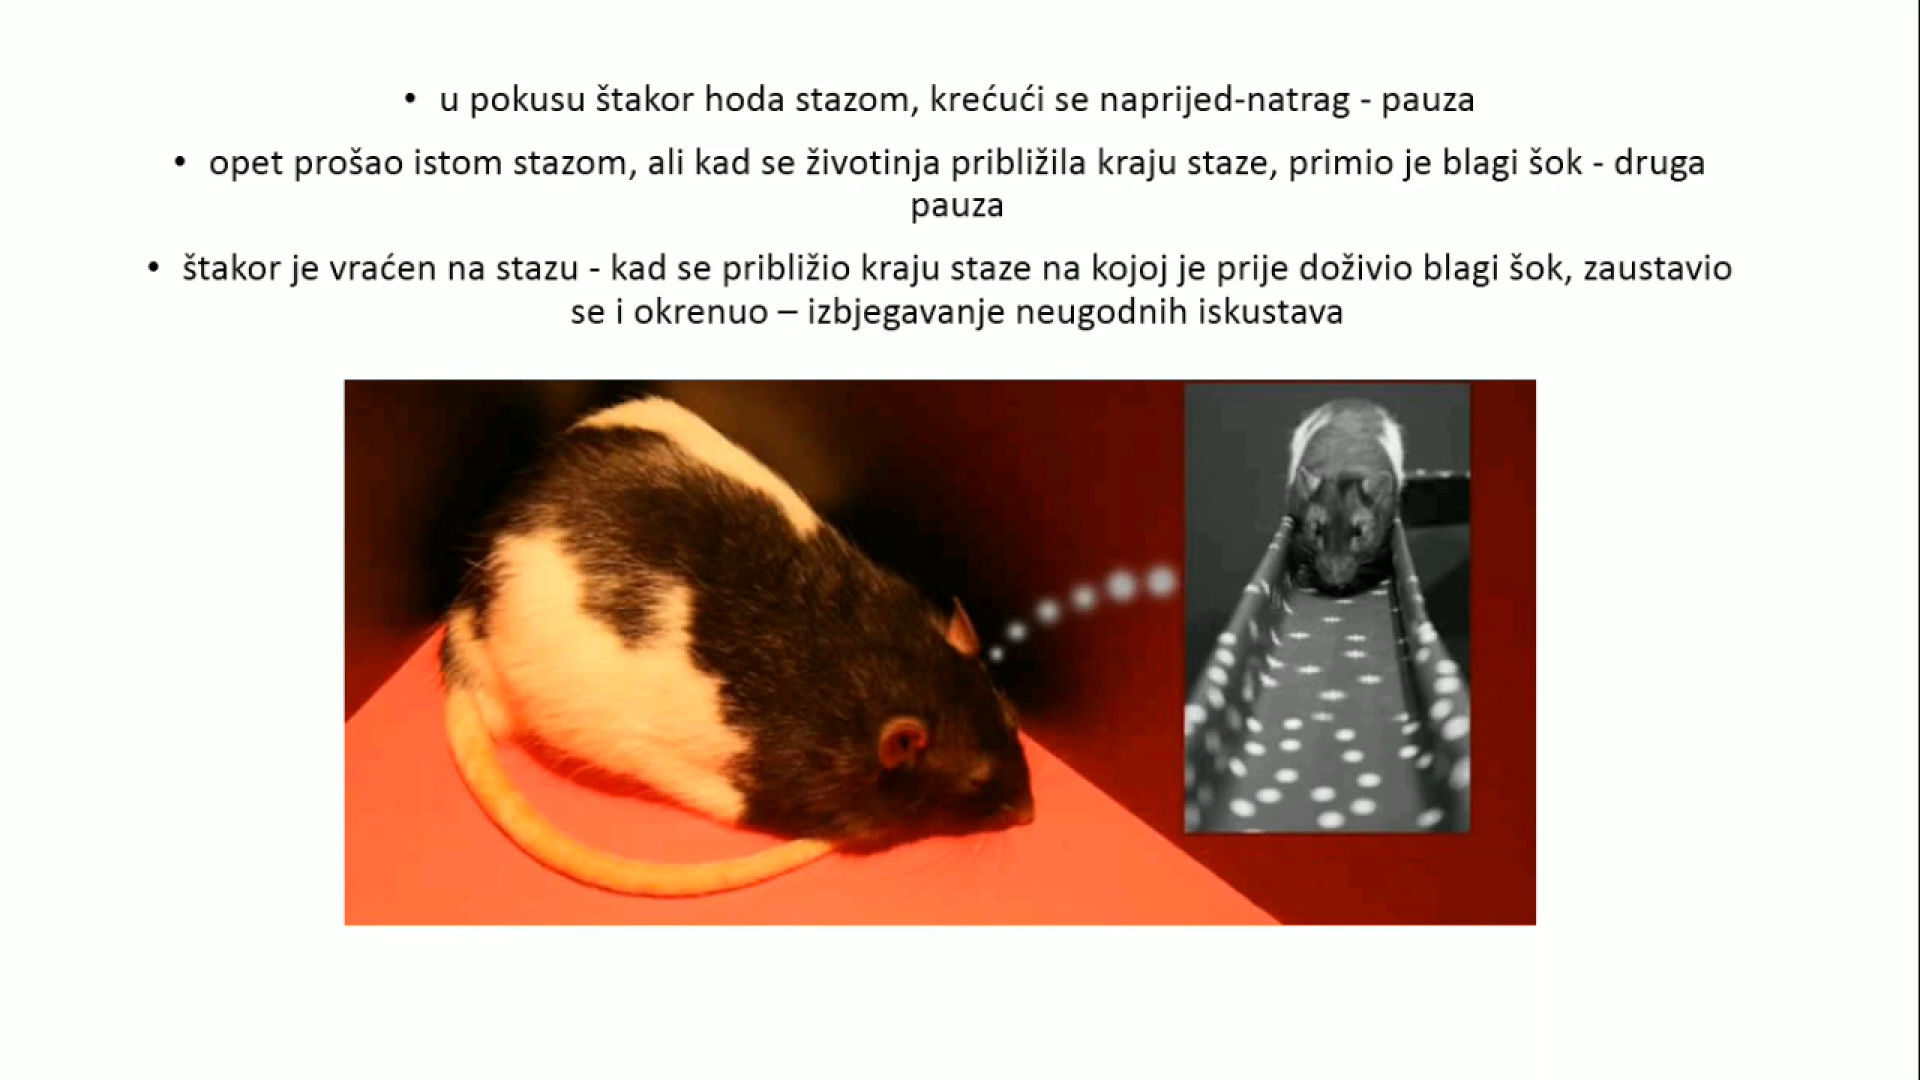 • u pokusu štakor hoda stazom, krećući se naprijed-natrag - pauza
• opet prošao istom stazom, ali kad se životinja približila kraju staze, primio je blagi šok - druga
pauza
• štakor je vraćen na stazu - kad se približio kraju staze na kojoj je prije doživio blagi šok, zaustavio
se i okrenuo – izbjegavanje neugodnih iskustava